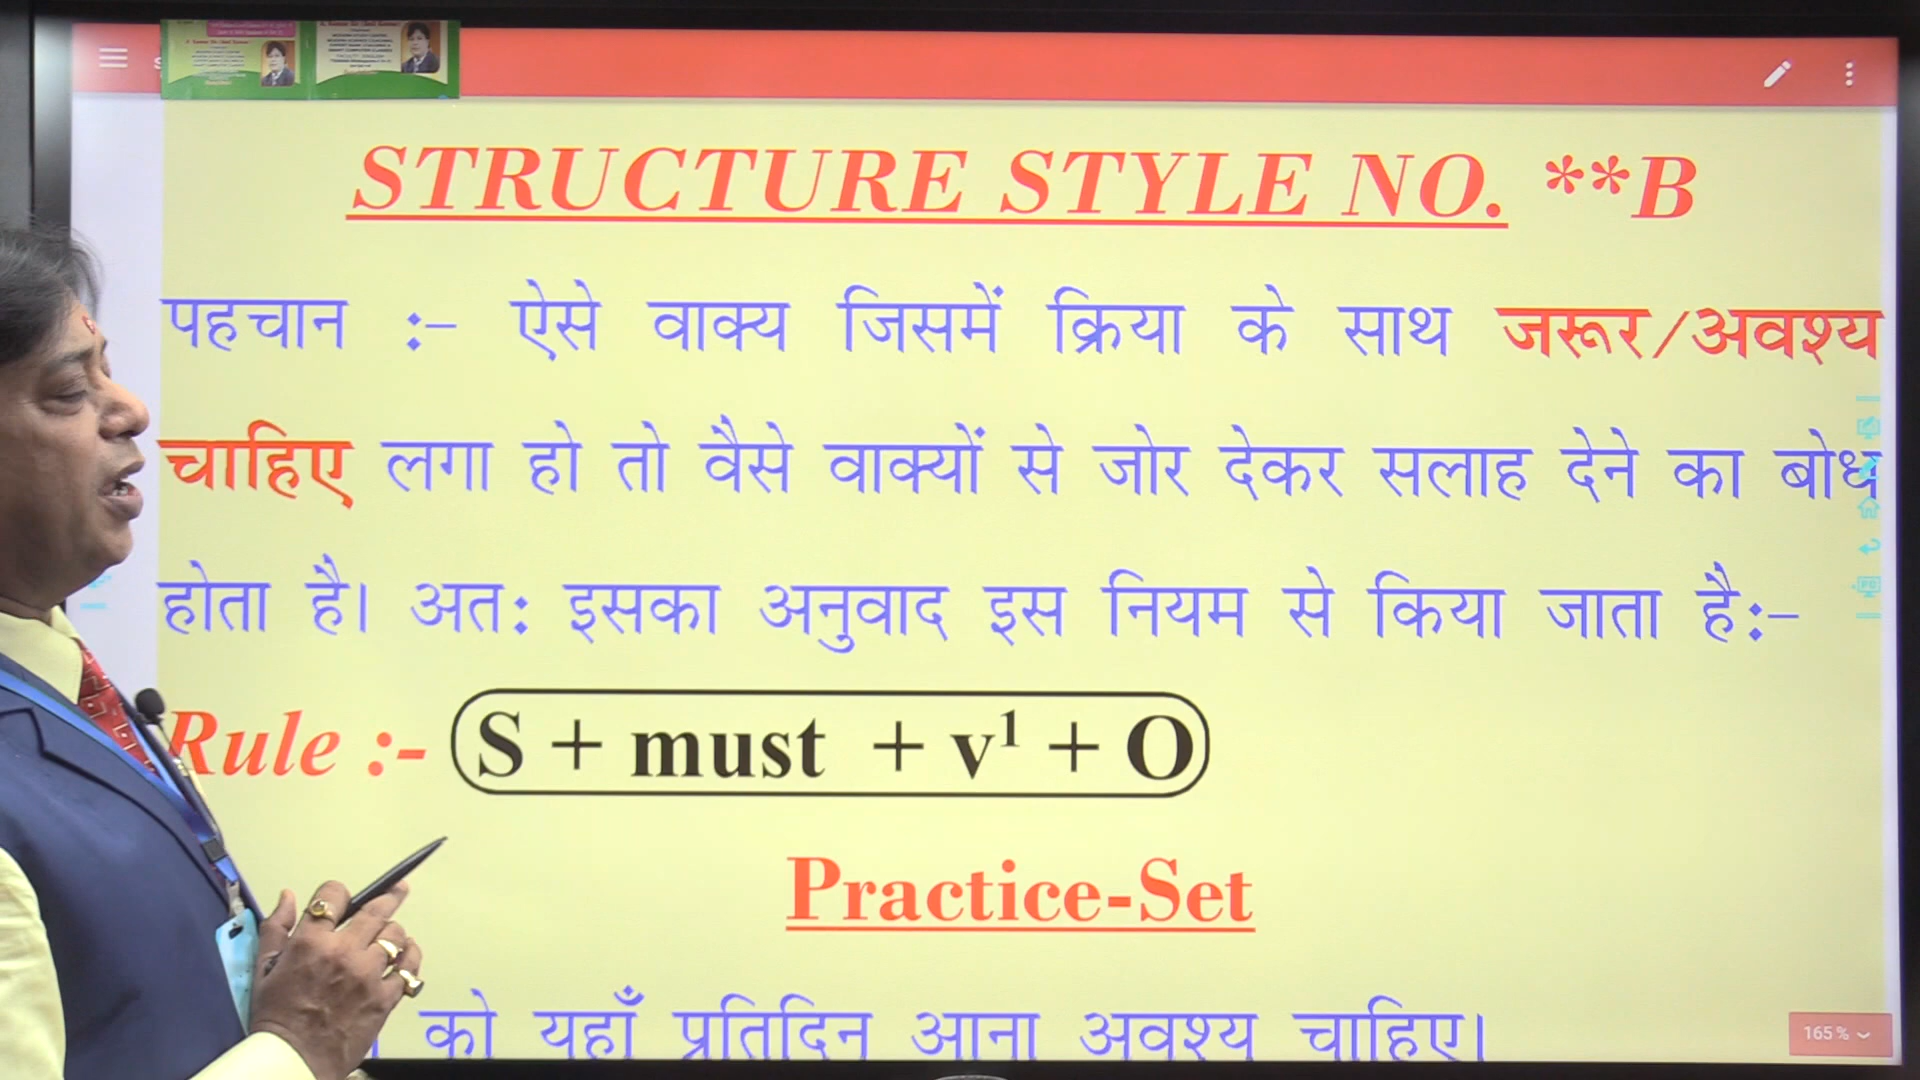 STRUCTURE STYLE NO. **B
पहचान :- ऐसे वाक्य जिसमें क्रिया के साथ जरूर/अवश्य
चाहिए लगा हो तो वैसे वाक्यों से जोर देकर सलाह देने का बोध
होता है। अतः इसका अनुवाद इस नियम से किया जाता है:-
Rule :- S + must + v¹ + O
Practice-Set
को यहाँ प्रतिदिन आना अवश्य चाहिए।
165%